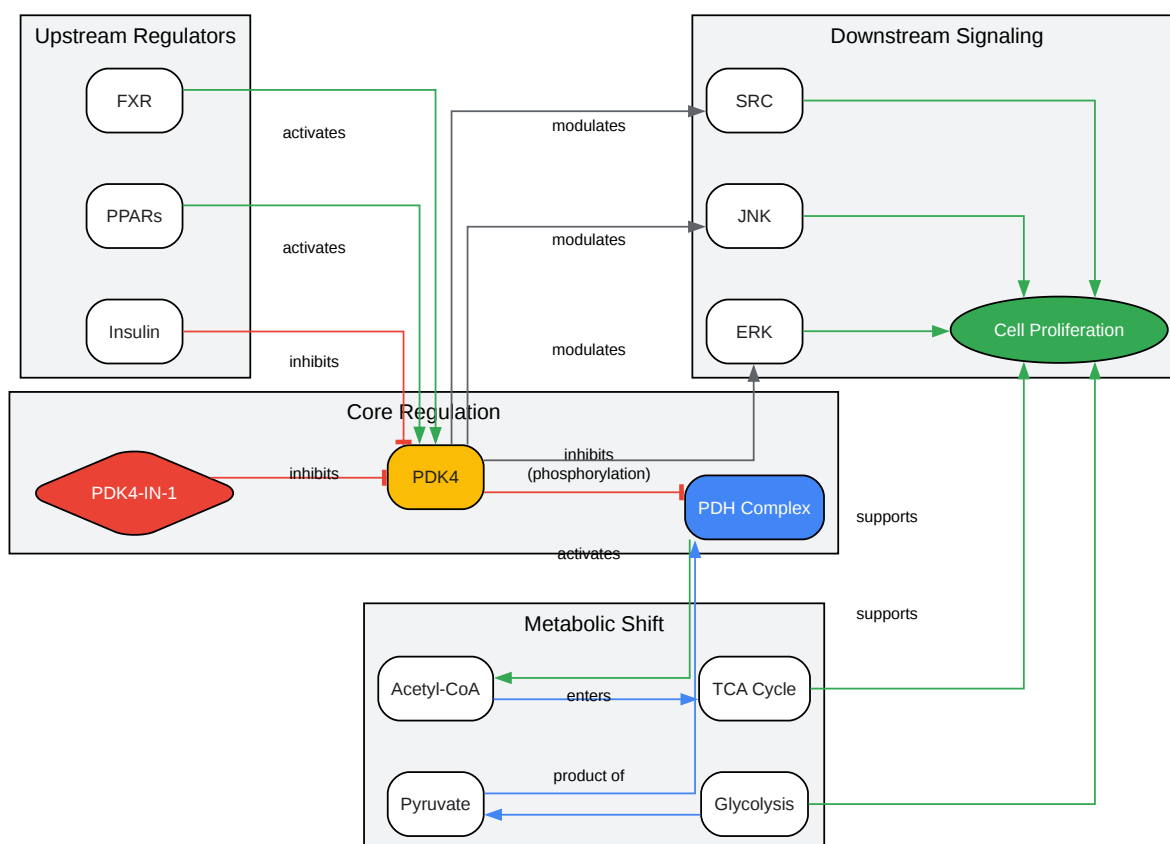 Upstream Regulators
FXR
PPARs
Insulin
activates
activates
inhibits
modulates
modulates
modulates
Downstream Signaling
SRC
JNK
ERK
Cell Proliferation
Core Regulation
PDK4-IN-1
inhibits
PDK4
inhibits
(phosphorylation)
PDH Complex
activates
supports
supports
Metabolic Shift
Acetyl-CoA
enters
TCA Cycle
Pyruvate
product of
Glycolysis